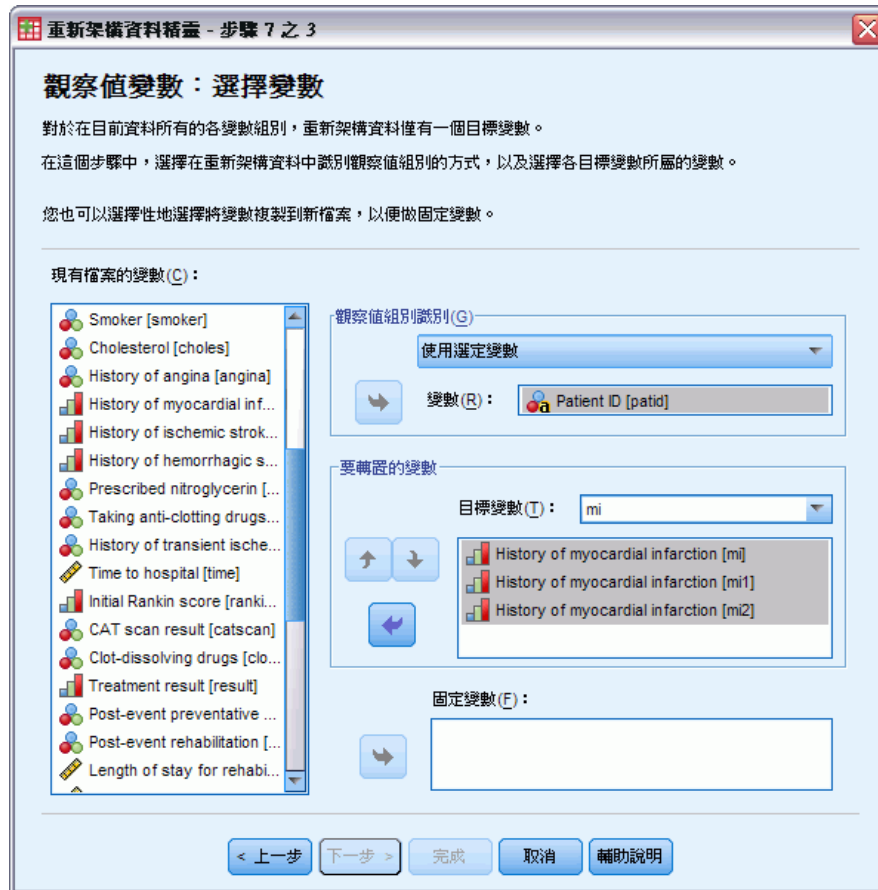 重新架構資料精靈 - 步驟 7 之 3
觀察值變數：選擇變數
對於在目前資料所有的各變數組別，重新架構資料僅有一個目標變數。
在這個步驟中，選擇在重新架構資料中識別觀察值組別的方式，以及選擇各目標變數所屬的變數。
您也可以選擇性地選擇將變數複製到新檔案，以便做固定變數。
現有檔案的變數(C)：
Smoker [smoker]
Cholesterol [choles]
History of angina [angina]
History of myocardial inf...
History of ischemic strok...
History of hemorrhagic s...
Prescribed nitroglycerin [...
Taking anti-clotting drugs...
History of transient ische...
Time to hospital [time]
Initial Rankin score [ranki...
CAT scan result [catscan]
Clot-dissolving drugs [clo...
Treatment result [result]
Post-event preventative ...
Post-event rehabilitation [...
Length of stay for rehabi...
觀察值組別識別(G)
使用選定變數
變數(R)：
Patient ID [patid]
要轉置的變數
目標變數(T)：
mi
History of myocardial infarction [mi]
History of myocardial infarction [mi1]
History of myocardial infarction [mi2]
固定變數(F)：
< 上一步
下一步 >
完成
取消
輔助說明